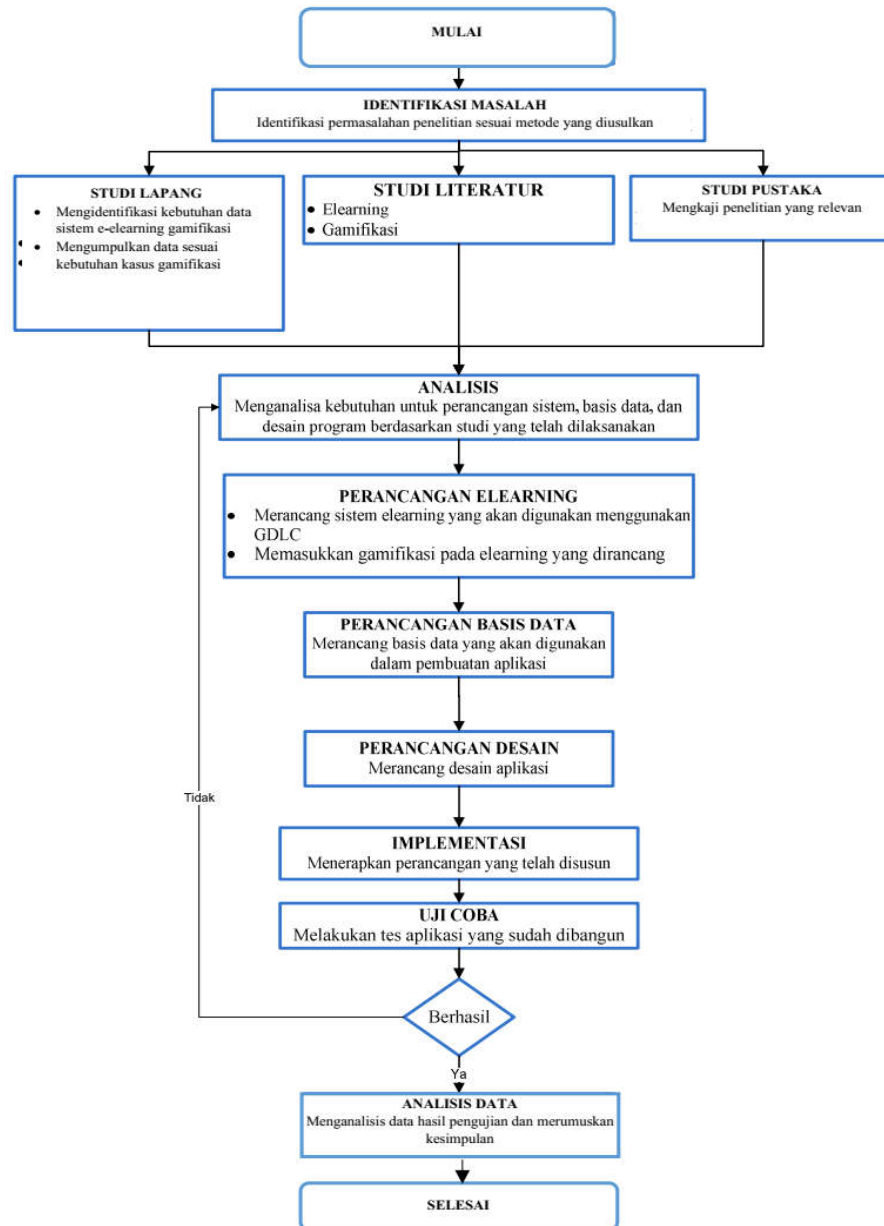 MULAI
IDENTIFIKASI MASALAH
Identifikasi permasalahan penelitian sesuai metode yang diusulkan
STUDI LAPANG
• Mengidentifikasi kebutuhan data
sistem e-elearning gamifikasi
• Mengumpulkan data sesuai
• kebutuhan kasus gamifikasi
STUDI LITERATUR
• Elearning
• Gamifikasi
STUDI PUSTAKA
Mengkaji penelitian yang relevan
ANALISIS
Menganalisa kebutuhan untuk perancangan sistem, basis data, dan
desain program berdasarkan studi yang telah dilaksanakan
PERANCANGAN ELEARNING
• Merancang sistem elearning yang akan digunakan menggunakan
GDLC
• Memasukkan gamifikasi pada elearning yang dirancang
PERANCANGAN BASIS DATA
Merancang basis data yang akan digunakan
dalam pembuatan aplikasi
PERANCANGAN DESAIN
Merancang desain aplikasi
Tidak
IMPLEMENTASI
Menerapkan perancangan yang telah disusun
UJI COBA
Melakukan tes aplikasi yang sudah dibangun
Berhasil
Ya
ANALISIS DATA
Menganalisis data hasil pengujian dan merumuskan
kesimpulan
SELESAI